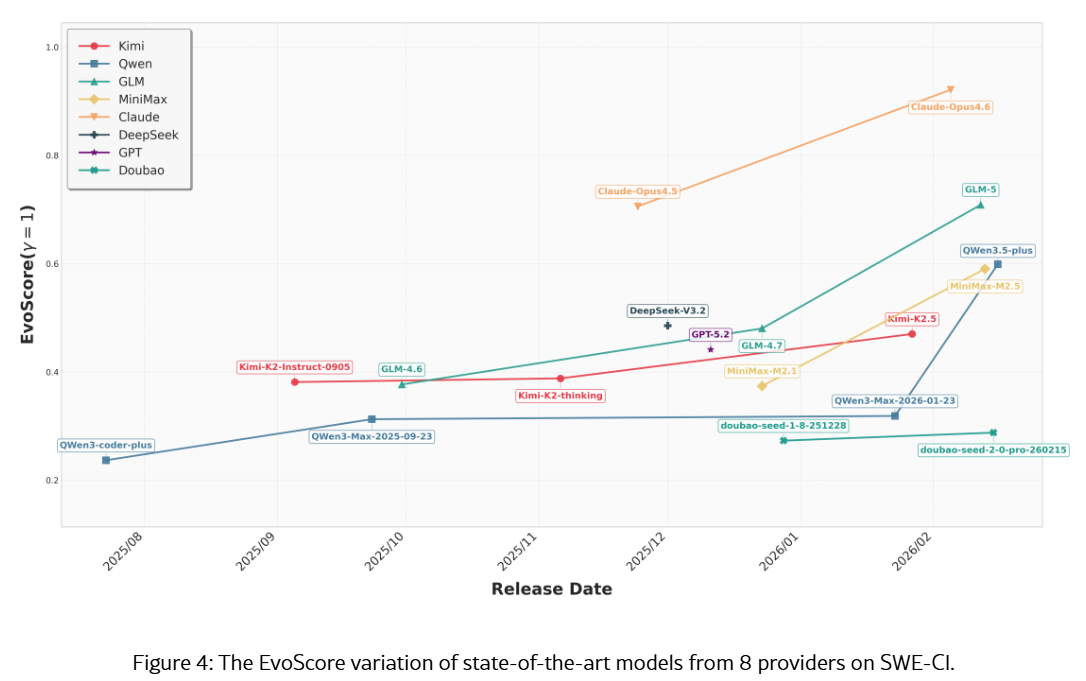 Kimi
Qwen
GLM
MiniMax
Claude
DeepSeek
GPT
Doubao
EvoScore(γ = 1)
1.0
0.8
0.6
0.4
0.2
Claude-Opus4.6
Claude-Opus4.5
GLM-5
QWen3.5-plus
MiniMax-M2.5
DeepSeek-V3.2
Kimi-K2.5
GPT-5.2
GLM-4.7
Kimi-K2-Instruct-0905
GLM-4.6
MiniMax-M2.1
Kimi-K2-thinking
QWen3-Max-2026-01-23
doubao-seed-1-8-251228
QWen3-Max-2025-09-23
QWen3-coder-plus
doubao-seed-2-0-pro-260215
2025/08
2025/09
2025/10
2025/11
2025/12
2026/01
2026/02
Release Date
Figure 4: The EvoScore variation of state-of-the-art models from 8 providers on SWE-CI.